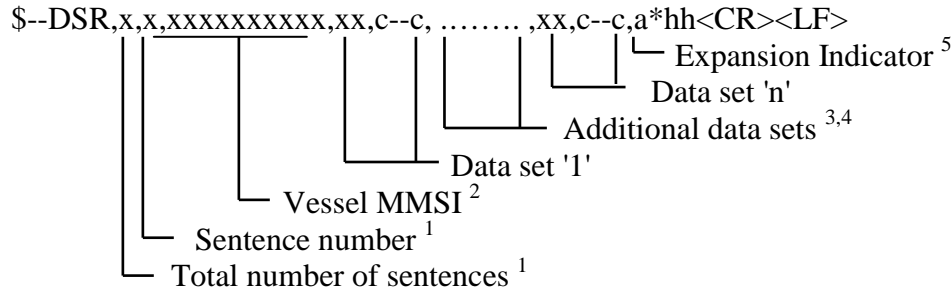 $--DSR,x,x,xxxxxxxxxxx,xx,c--c, ........ ,xx,c--c,a*hh<CR><LF>
Expansion Indicator 5
Data set 'n'
Additional data sets 3,4
Data set '1'
Vessel MMSI 2
Sentence number 1
Total number of sentences 1